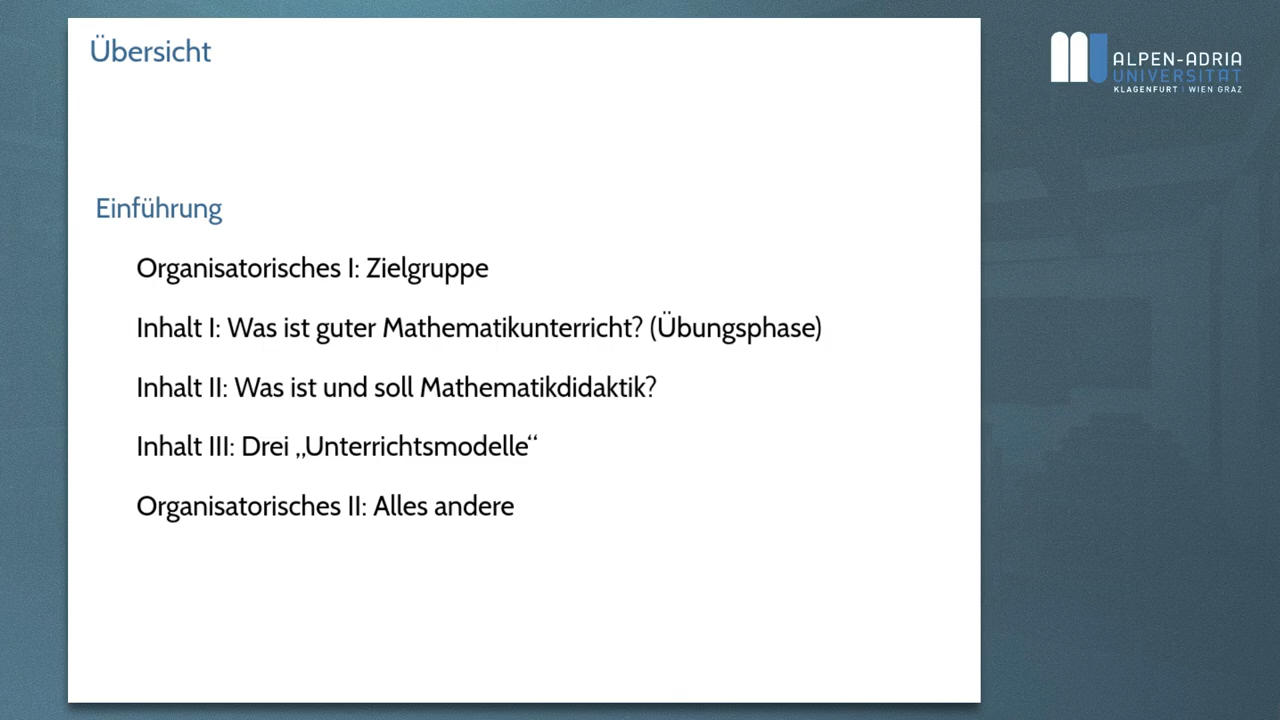 Übersicht
Einführung
Organisatorisches I: Zielgruppe
Inhalt I: Was ist guter Mathematikunterricht? (Übungsphase)
Inhalt II: Was ist und soll Mathematikdidaktik?
Inhalt III: Drei „Unterrichtsmodelle“
Organisatorisches II: Alles andere
ALPEN-ADRIA
UNIVERSITÄT
KLAGENFURT | WIEN GRAZ